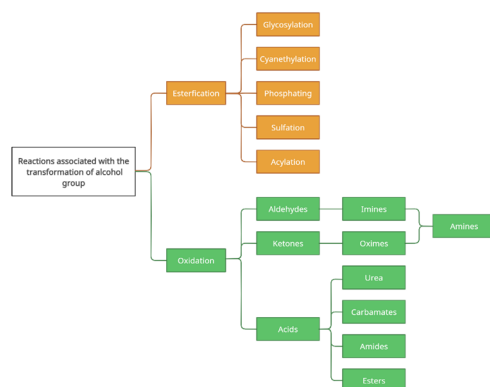 Reactions associated with the
transformation of alcohol
group
Esterfication
Glycosylation
Cyanethylation
Phosphating
Sulfation
Acylation
Oxidation
Aldehydes
Imines
Amines
Ketones
Oximes
Acids
Urea
Carbamates
Amides
Esters